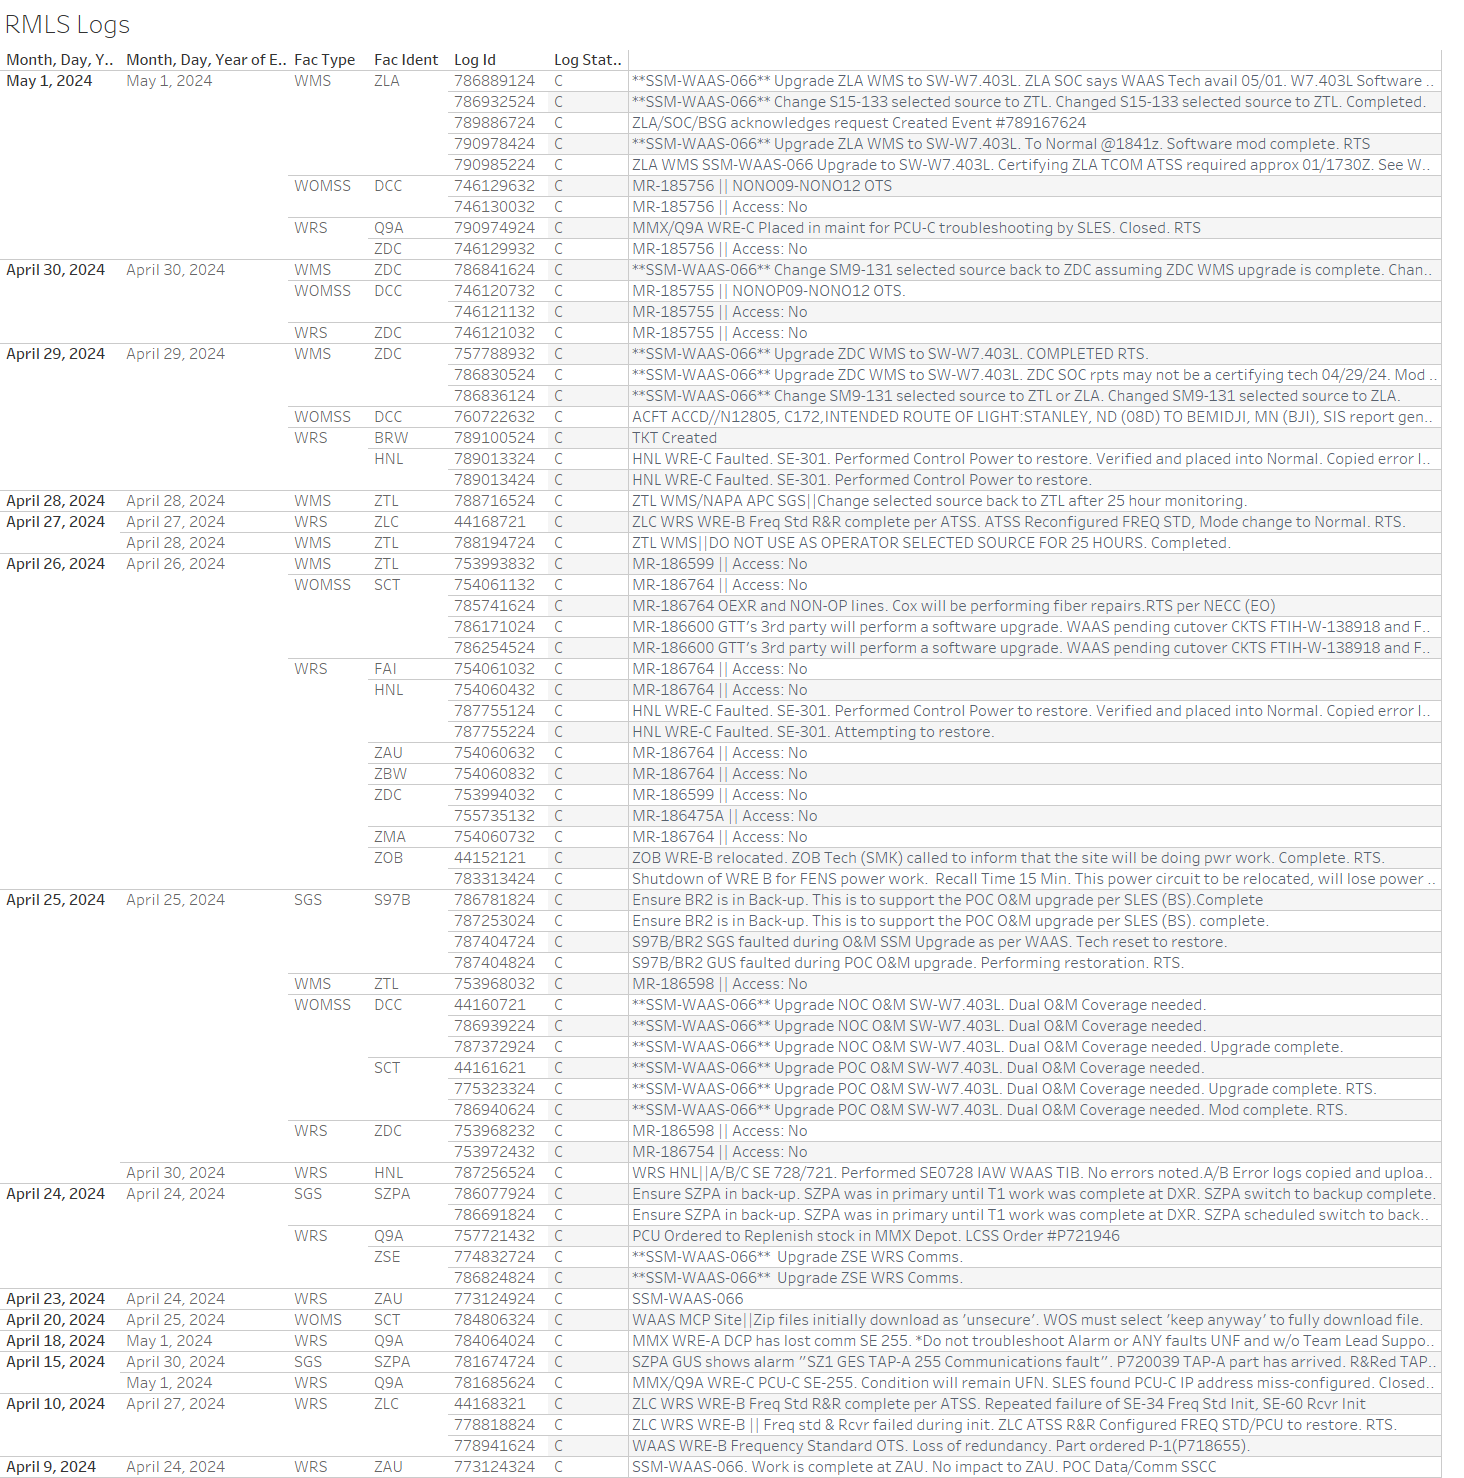 RMLS Logs
Month, Day, Y.. Month, Day, Year of E.. Fac Type Fac Ident Log Id Log Stat..
May 1, 2024 May 1, 2024 WMS ZLA 786889124 C **SSM-WAAS-066** Upgrade ZLA WMS to SW-W7.403L. ZLA SOC says WAAS Tech avail 05/01. W7.403L Software ..
786932524 C **SSM-WAAS-066** Change S15-133 selected source to ZTL. Changed S15-133 selected source to ZTL. Completed.
789886724 C ZLA/SOC/BSG acknowledges request Created Event #789167624
790978424 C **SSM-WAAS-066** Upgrade ZLA WMS to SW-W7.403L. To Normal @1841z. Software mod complete. RTS
790985224 C ZLA WMS SSM-WAAS-066 Upgrade to SW-W7.403L. Certifying ZLA TCOM ATSS required approx 01/1730Z. See W..
WOMSS DCC 746129632 C MR-185756 || NONO09-NONO12 OTS
746130032 C MR-185756 || Access: No
WRS Q9A 790974924 C MMX/Q9A WRE-C Placed in maint for PCU-C troubleshooting by SLES. Closed. RTS
ZDC 746129932 C MR-185756 || Access: No
April 30, 2024 April 30, 2024 WMS ZDC 786841624 C **SSM-WAAS-066** Change SM9-131 selected source back to ZDC assuming ZDC WMS upgrade is complete. Chan..
WOMSS DCC 746120732 C MR-185755 || NONOP09-NONO12 OTS.
746121132 C MR-185755 || Access: No
WRS ZDC 746121032 C MR-185755 || Access: No
April 29, 2024 April 29, 2024 WMS ZDC 757788932 C **SSM-WAAS-066** Upgrade ZDC WMS to SW-W7.403L. COMPLETED RTS.
786830524 C **SSM-WAAS-066** Upgrade ZDC WMS to SW-W7.403L. ZDC SOC rpts may not be a certifying tech 04/29/24. Mod ..
786836124 C **SSM-WAAS-066** Change SM9-131 selected source to ZTL or ZLA. Changed SM9-131 selected source to ZLA.
WOMSS DCC 760722632 C ACFT ACCD//N12805, C172,INTENDED ROUTE OF LIGHT:STANLEY, ND (08D) TO BEMIDJI, MN (BJI), SIS report gen..
WRS BRW 789100524 C TKT Created
HNL 789013324 C HNL WRE-C Faulted. SE-301. Performed Control Power to restore. Verified and placed into Normal. Copied error l..
789013424 C HNL WRE-C Faulted. SE-301. Performed Control Power to restore.
April 28, 2024 April 28, 2024 WMS ZTL 788716524 C ZTL WMS/NAPA APC SGS||Change selected source back to ZTL after 25 hour monitoring.
April 27, 2024 April 27, 2024 WRS ZLC 44168721 C ZLC WRS WRE-B Freq Std R&R complete per ATSS. ATSS Reconfigured FREQ STD, Mode change to Normal. RTS.
April 28, 2024 WMS ZTL 788194724 C ZTL WMS||DO NOT USE AS OPERATOR SELECTED SOURCE FOR 25 HOURS. Completed.
April 26, 2024 April 26, 2024 WMS ZTL 753993832 C MR-186599 || Access: No
WOMSS SCT 754061132 C MR-186764 || Access: No
785741624 C MR-186764 OEXR and NON-OP lines. Cox will be performing fiber repairs.RTS per NECC (EO)
786171024 C MR-186600 GTT's 3rd party will perform a software upgrade. WAAS pending cutover CKTS FTIH-W-138918 and F..
786254524 C MR-186600 GTT's 3rd party will perform a software upgrade. WAAS pending cutover CKTS FTIH-W-138918 and F..
WRS FAI 754061032 C MR-186764 || Access: No
HNL 754060432 C MR-186764 || Access: No
787755124 C HNL WRE-C Faulted. SE-301. Performed Control Power to restore. Verified and placed into Normal. Copied error l..
787755224 C HNL WRE-C Faulted. SE-301. Attempting to restore.
ZAU 754060632 C MR-186764 || Access: No
ZBW 754060832 C MR-186764 || Access: No
ZDC 753994032 C MR-186599 || Access: No
755735132 C MR-186475A || Access: No
ZMA 754060732 C MR-186764 || Access: No
ZOB 44152121 C ZOB WRE-B relocated. ZOB Tech (SMK) called to inform that the site will be doing pwr work. Complete. RTS.
783313424 C Shutdown of WRE B for FENS power work. Recall Time 15 Min. This power circuit to be relocated, will lose power ..
April 25, 2024 April 25, 2024 SGS S97B 786781824 C Ensure BR2 is in Back-up. This is to support the POC O&M upgrade per SLES (BS).Complete
787253024 C Ensure BR2 is in Back-up. This is to support the POC O&M upgrade per SLES (BS). complete.
787404724 C S97B/BR2 SGS faulted during O&M SSM Upgrade as per WAAS. Tech reset to restore.
787404824 C S97B/BR2 GUS faulted during POC O&M upgrade. Performing restoration. RTS.
WMS ZTL 753968032 C MR-186598 || Access: No
WOMSS DCC 44160721 C **SSM-WAAS-066** Upgrade NOC O&M SW-W7.403L. Dual O&M Coverage needed.
786939224 C **SSM-WAAS-066** Upgrade NOC O&M SW-W7.403L. Dual O&M Coverage needed.
787372924 C **SSM-WAAS-066** Upgrade NOC O&M SW-W7.403L. Dual O&M Coverage needed. Upgrade complete.
SCT 44161621 C **SSM-WAAS-066** Upgrade POC O&M SW-W7.403L. Dual O&M Coverage needed.
775323324 C **SSM-WAAS-066** Upgrade POC O&M SW-W7.403L. Dual O&M Coverage needed. Upgrade complete. RTS.
786940624 C **SSM-WAAS-066** Upgrade POC O&M SW-W7.403L. Dual O&M Coverage needed. Mod complete. RTS.
WRS ZDC 753968232 C MR-186598 || Access: No
753972432 C MR-186754 || Access: No
April 30, 2024 WRS HNL 787256524 C WRS HNL||A/B/C SE 728/721. Performed SE0728 IAW WAAS TIB. No errors noted.A/B Error logs copied and uploa..
April 24, 2024 April 24, 2024 SGS SZPA 786077924 C Ensure SZPA in back-up. SZPA was in primary until T1 work was complete at DXR. SZPA switch to backup complete.
786691824 C Ensure SZPA in back-up. SZPA was in primary until T1 work was complete at DXR. SZPA scheduled switch to back..
WRS Q9A 757721432 C PCU Ordered to Replenish stock in MMX Depot. LCSS Order #P721946
ZSE 774832724 C **SSM-WAAS-066** Upgrade ZSE WRS Comms.
786824824 C **SSM-WAAS-066** Upgrade ZSE WRS Comms.
April 23, 2024 April 24, 2024 WRS ZAU 773124924 C SSM-WAAS-066
April 20, 2024 April 25, 2024 WOMS SCT 784806324 C WAAS MCP Site||Zip files initially download as 'unsecure'. WOS must select 'keep anyway' to fully download file.
April 18, 2024 May 1, 2024 WRS Q9A 784064024 C MMX WRE-A DCP has lost comm SE 255. *Do not troubleshoot Alarm or ANY faults UNF and w/o Team Lead Suppo..
April 15, 2024 April 30, 2024 SGS SZPA 781674724 C SZPA GUS shows alarm "SZ1 GES TAP-A 255 Communications fault". P720039 TAP-A part has arrived. R&Red TAP..
May 1, 2024 WRS Q9A 781685624 C MMX/Q9A WRE-C PCU-C SE-255. Condition will remain UFN. SLES found PCU-C IP address miss-configured. Closed..
April 10, 2024 April 27, 2024 WRS ZLC 44168321 C ZLC WRS WRE-B Freq Std R&R complete per ATSS. Repeated failure of SE-34 Freq Std Init, SE-60 Rcvr Init
778818824 C ZLC WRS WRE-B || Freq std & Rcvr failed during init. ZLC ATSS R&R Configured FREQ STD/PCU to restore. RTS.
778941624 C WAAS WRE-B Frequency Standard OTS. Loss of redundancy. Part ordered P-1(P718655).
April 9, 2024 April 24, 2024 WRS ZAU 773124324 C SSM-WAAS-066. Work is complete at ZAU. No impact to ZAU. POC Data/Comm SSCC